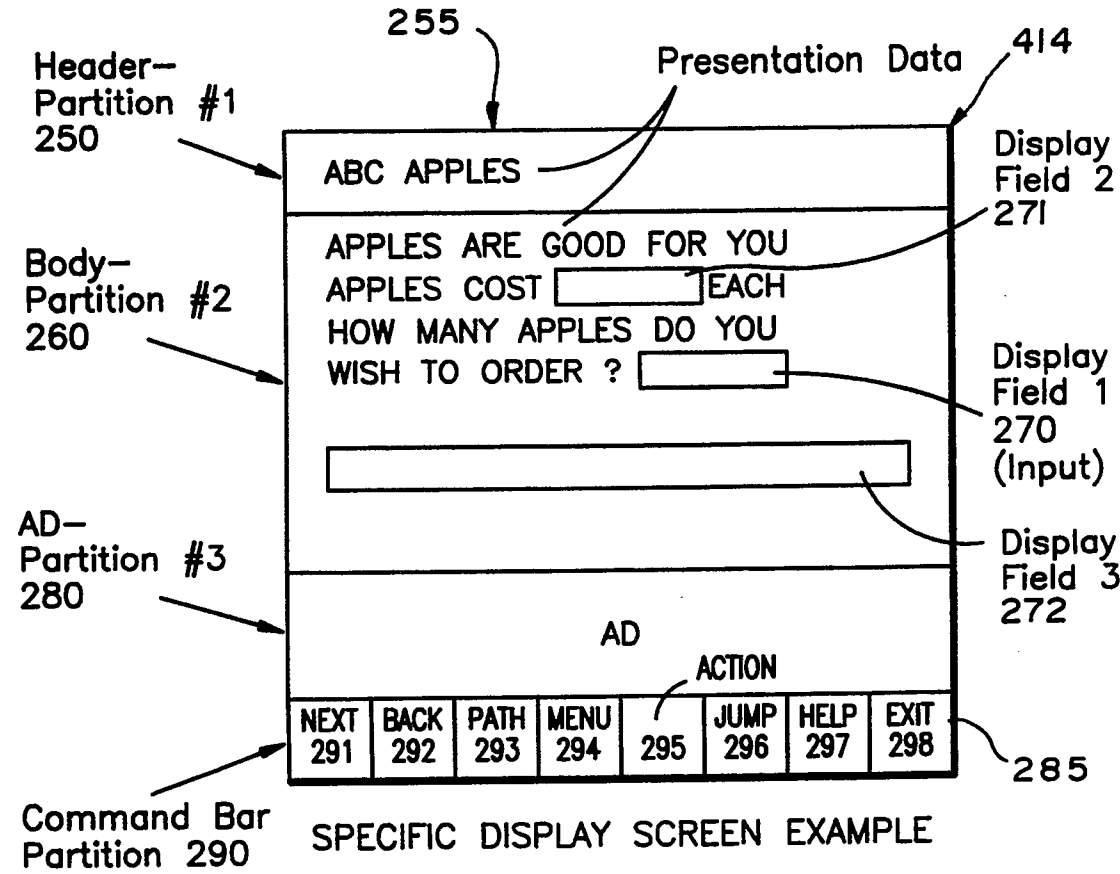 255
414
Header–
Partition #1
250
Presentation Data
ABC APPLES
Display
Field 2
271
Body–
Partition #2
260
APPLES ARE GOOD FOR YOU
APPLES COST EACH
HOW MANY APPLES DO YOU
WISH TO ORDER ?
Display
Field 1
270
(Input)
AD–
Partition #3
280
Display
Field 3
272
AD
ACTION
NEXT BACK PATH MENU JUMP HELP EXIT
291 292 293 294 295 296 297 298
285
Command Bar
Partition 290
SPECIFIC DISPLAY SCREEN EXAMPLE